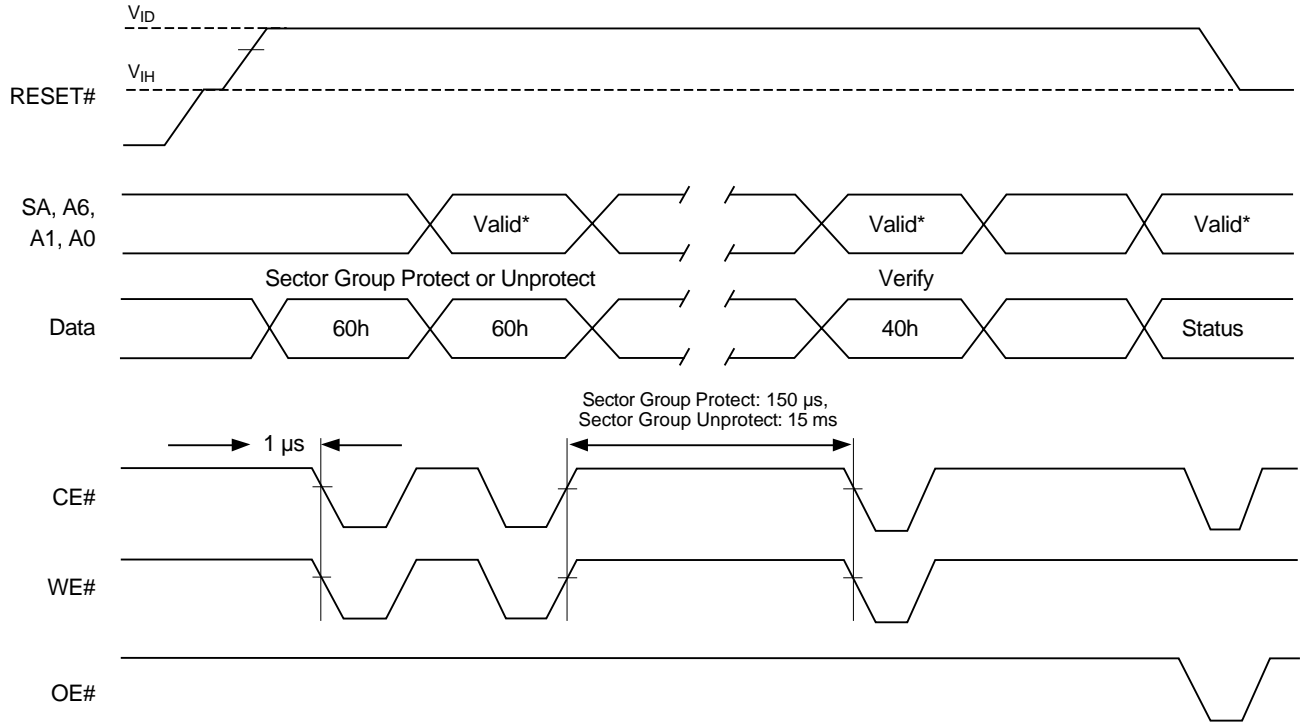 VID
VIH
RESET#
SA, A6,
A1, A0
Valid*
Valid*
Valid*
Sector Group Protect or Unprotect
Verify
Data
60h
60h
40h
Status
Sector Group Protect: 150 µs,
Sector Group Unprotect: 15 ms
1 µs
CE#
WE#
OE#